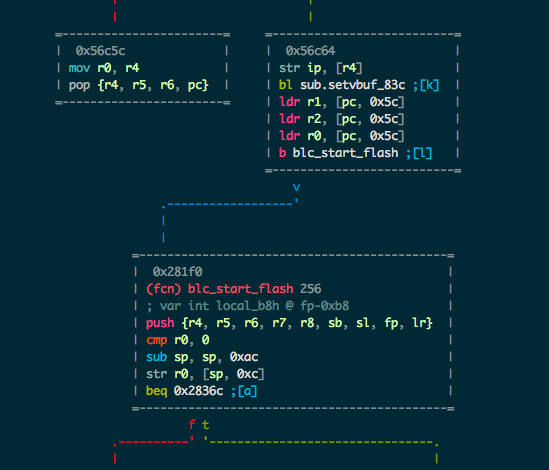 0x56c5c
mov r0, r4
pop {r4, r5, r6, pc}
0x56c64
str ip, [r4]
bl sub.setvbuf_83c ;[k]
ldr r1, [pc, 0x5c]
ldr r2, [pc, 0x5c]
ldr r0, [pc, 0x5c]
b blc_start_flash ;[l]
v
0x281f0
(fcn) blc_start_flash 256
; var int local_b8h @ fp-0xb8
push {r4, r5, r6, r7, r8, sb, sl, fp, lr}
cmp r0, 0
sub sp, sp, 0xac
str r0, [sp, 0xc]
beq 0x2836c ;[a]
f t